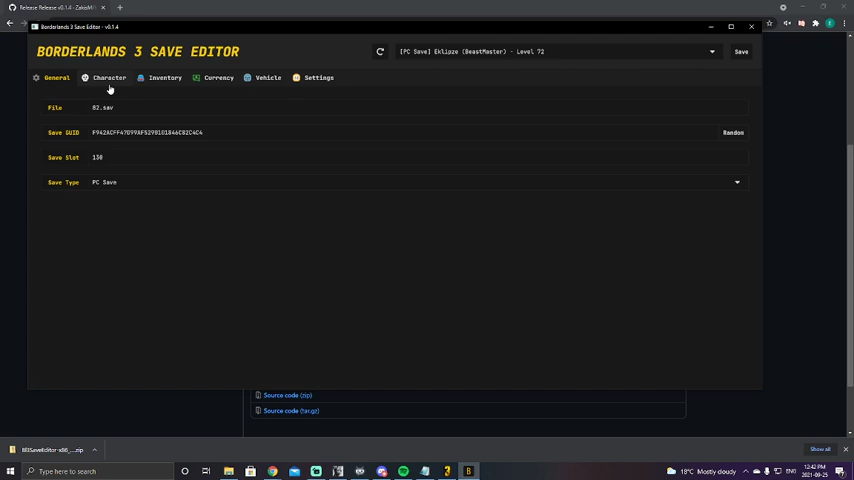 Release Release v0.1.4 - ZakisM/
Borderlands 3 Save Editor - v0.1.4
BORDERLANDS 3 SAVE EDITOR
[PC Save] Eklipze (BeastMaster) - Level 72
Save
General
Character
Inventory
Currency
Vehicle
Settings
File
82.sav
Save GUID
Random
Save Slot
130
Save Type
PC Save
Source code (zip)
Source code (tar.gz)
Show all
Type here to search
18°C Mostly cloudy
ENG
12:42 PM
2021-09-25